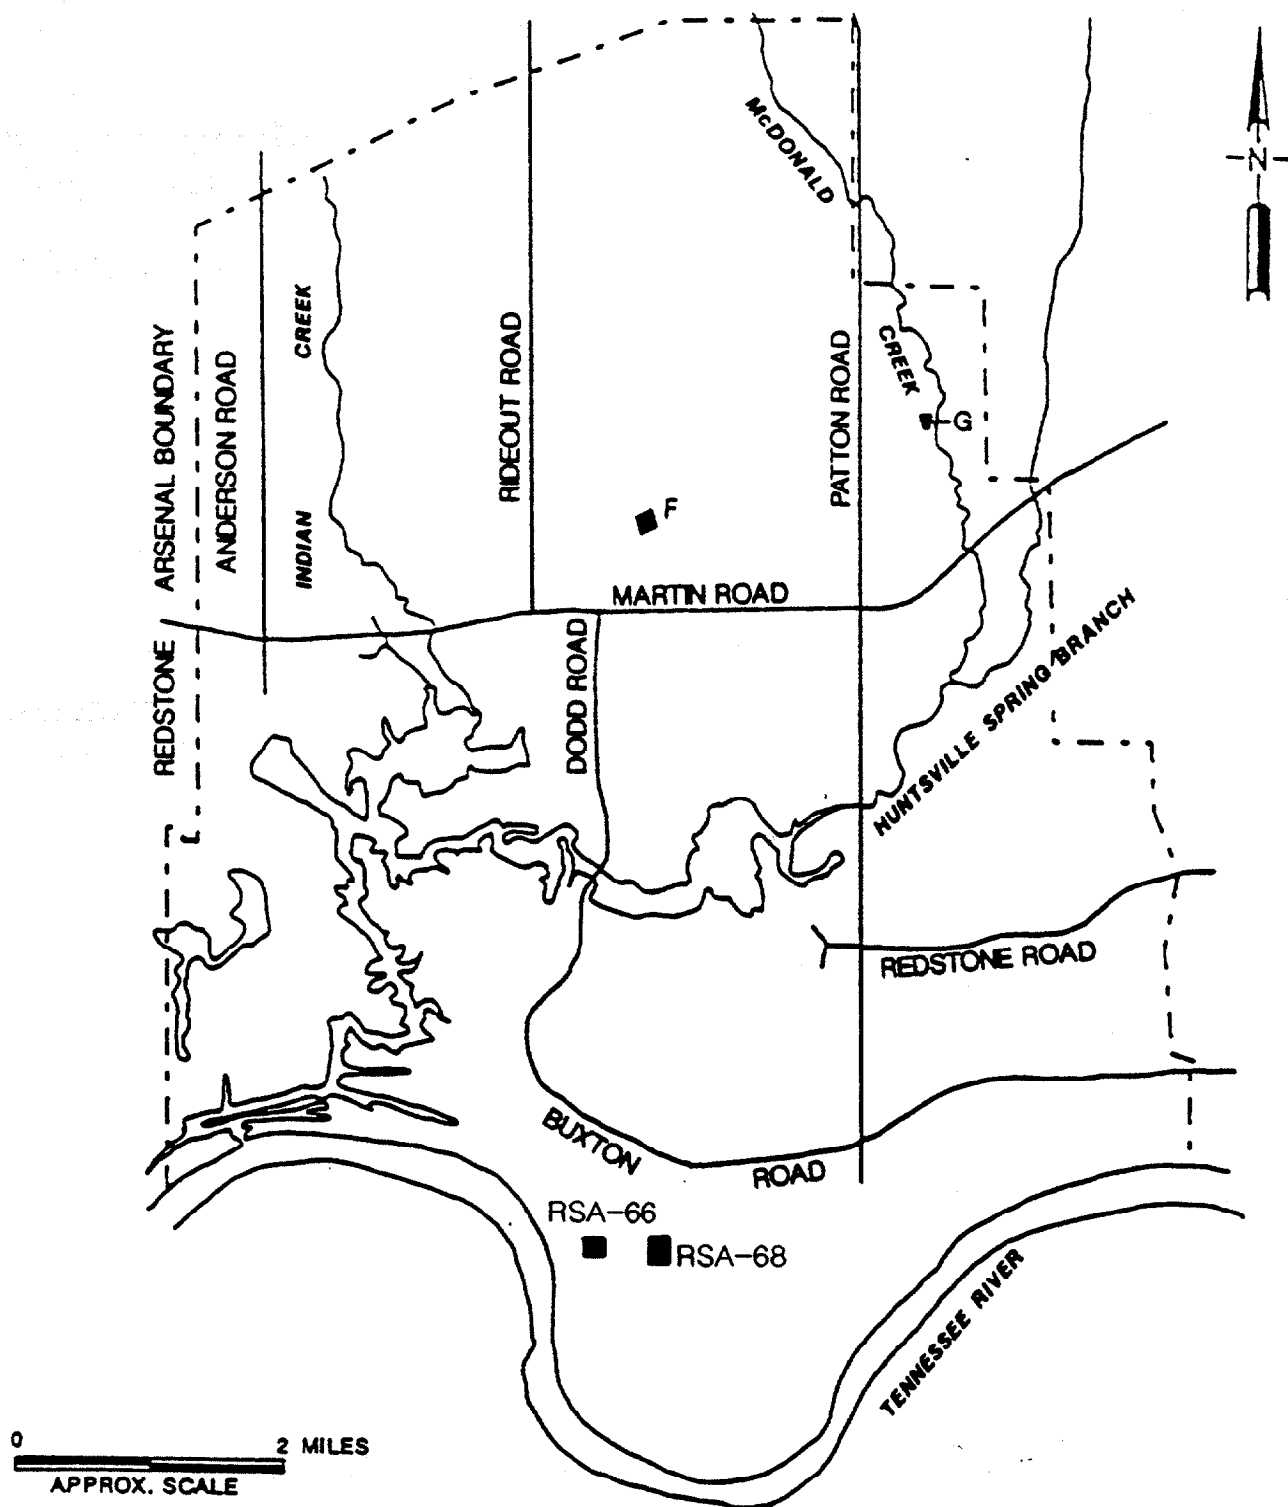 McDONALD
CREEK
N
REDSTONE ARSENAL BOUNDARY
ANDERSON ROAD
INDIAN CREEK
RIDEOUT ROAD
PATTON ROAD
G
F
MARTIN ROAD
DODD ROAD
HUNTSVILLE SPRING BRANCH
REDSTONE ROAD
BUXTON ROAD
RSA-66
RSA-68
TENNESSEE RIVER
0 2 MILES
APPROX. SCALE